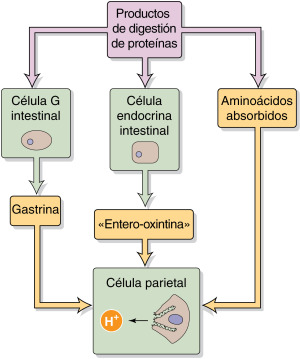 Productos
de digestión
de proteínas
Célula G
intestinal
Célula
endocrina
intestinal
Aminoácidos
absorbidos
Gastrina
«Entero-oxintina»
Célula parietal
H+